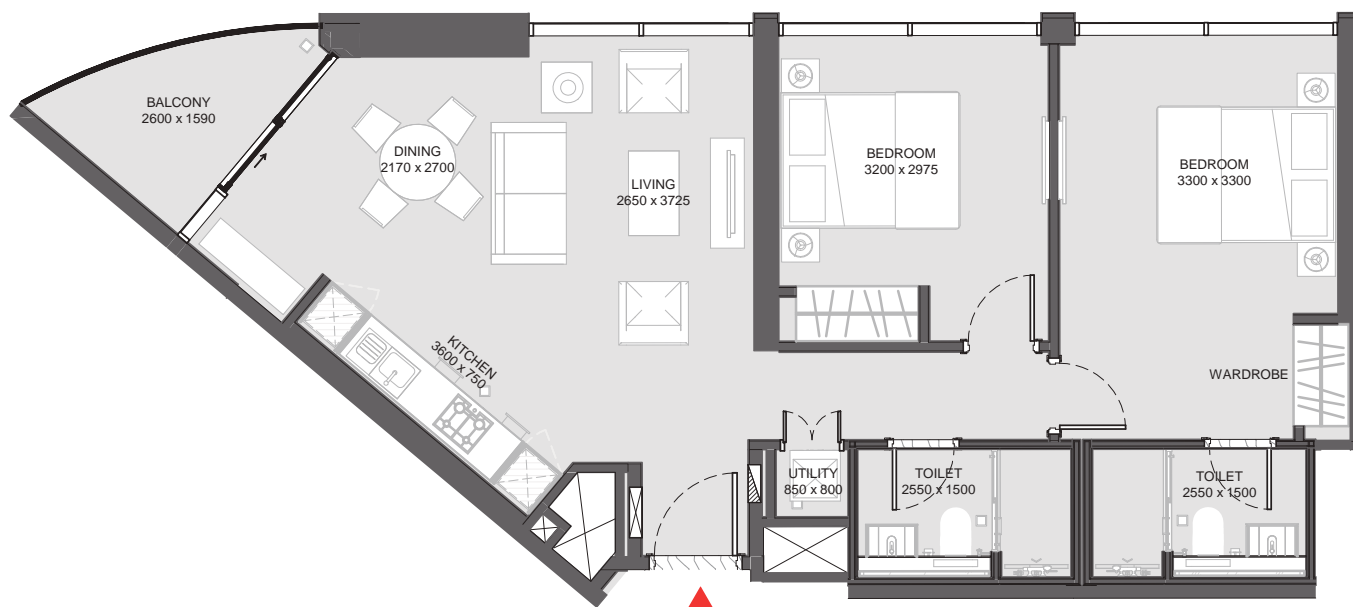 BALCONY
2600 x 1590
DINING
2170 x 2700
LIVING
2650 x 3725
BEDROOM
3200 x 2975
BEDROOM
3300 x 3300
KITCHEN
3600 x 750
WARDROBE
UTILITY
850 x 800
TOILET
2550 x 1500
TOILET
2550 x 1500